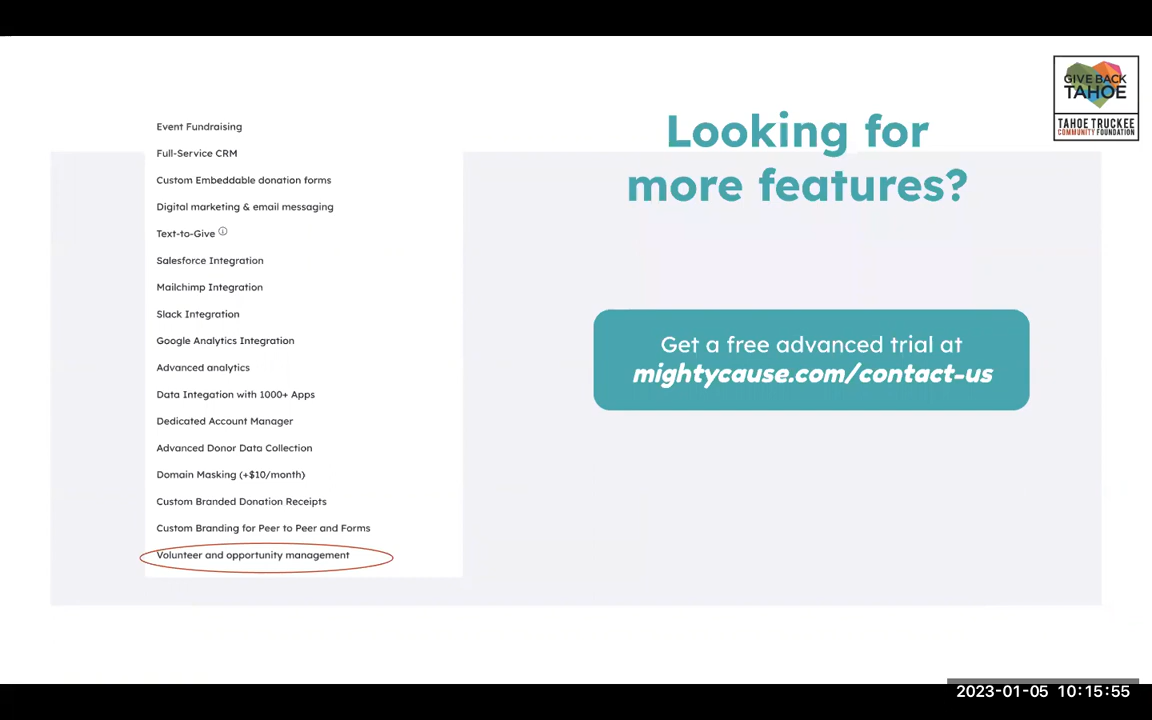 GIVE BACK
TAHOE
TAHOE TRUCKEE
COMMUNITY FOUNDATION
Looking for
more features?
Event Fundraising
Full-Service CRM
Custom Embeddable donation forms
Digital marketing & email messaging
Text-to-Give ⓘ
Salesforce Integration
Mailchimp Integration
Slack Integration
Google Analytics Integration
Advanced analytics
Data Integation with 1000+ Apps
Dedicated Account Manager
Advanced Donor Data Collection
Domain Masking (+$10/month)
Custom Branded Donation Receipts
Custom Branding for Peer to Peer and Forms
Volunteer and opportunity management
Get a free advanced trial at
mightycause.com/contact-us
2023-01-05 10:15:55